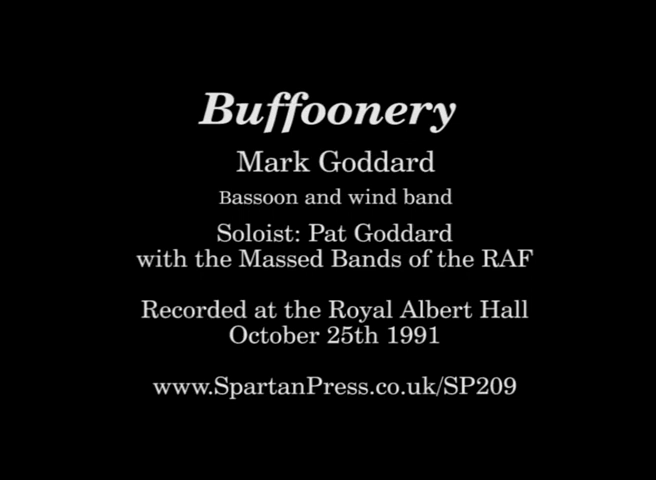 Buffoonery
Mark Goddard
Bassoon and wind band
Soloist: Pat Goddard
with the Massed Bands of the RAF
Recorded at the Royal Albert Hall
October 25th 1991
www.SpartanPress.co.uk/SP209